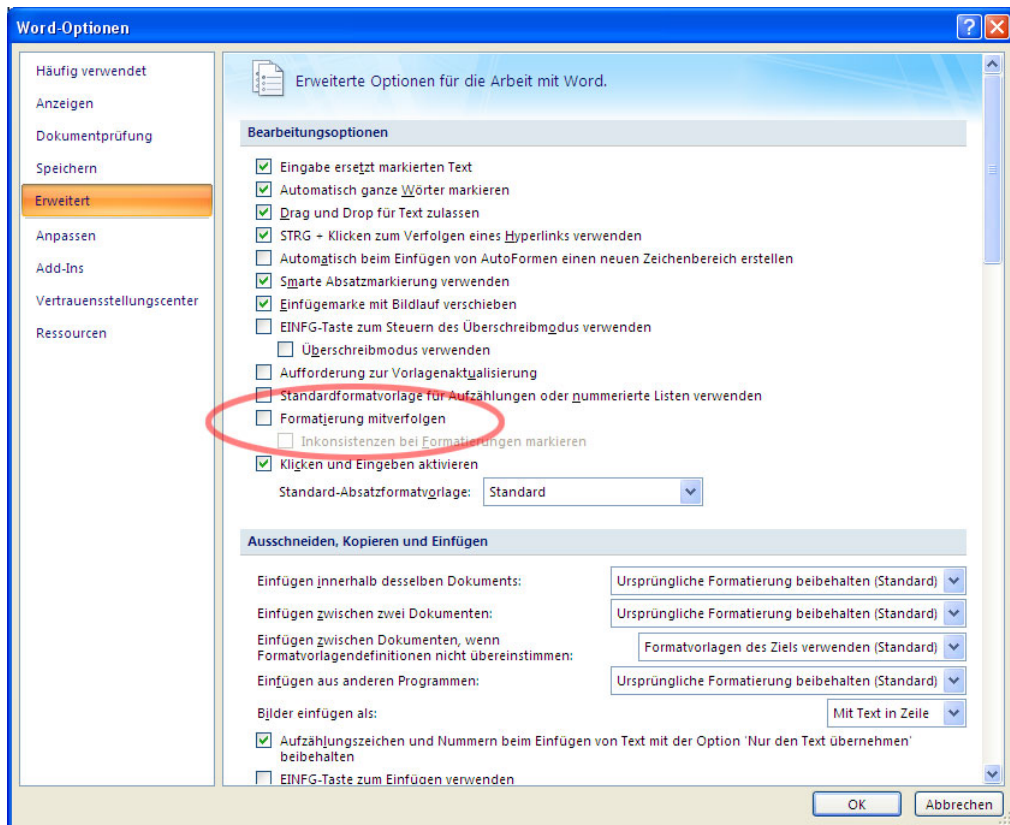 Word-Optionen
Häufig verwendet
Anzeigen
Dokumentprüfung
Speichern
Erweitert
Anpassen
Add-Ins
Vertrauensstellungscenter
Ressourcen
Erweiterte Optionen für die Arbeit mit Word.
Bearbeitungsoptionen
Eingabe ersetzt markierten Text
Automatisch ganze Wörter markieren
Drag und Drop für Text zulassen
STRG + Klicken zum Verfolgen eines Hyperlinks verwenden
Automatisch beim Einfügen von AutoFormen einen neuen Zeichenbereich erstellen
Smarte Absatzmarkierung verwenden
Einfügemarke mit Bildlauf verschieben
EINFG-Taste zum Steuern des Überschreibmodus verwenden
Überschreibmodus verwenden
Aufforderung zur Vorlagenaktualisierung
Standardformatvorlage für Aufzählungen oder nummerierte Listen verwenden
Formatierung mitverfolgen
Inkonsistenzen bei Formatierungen markieren
Klicken und Eingeben aktivieren
Standard-Absatzformatvorlage: Standard
Ausschneiden, Kopieren und Einfügen
Einfügen innerhalb desselben Dokuments: Ursprüngliche Formatierung beibehalten (Standard)
Einfügen zwischen zwei Dokumenten: Ursprüngliche Formatierung beibehalten (Standard)
Einfügen zwischen Dokumenten, wenn
Formatvorlagendefinitionen nicht übereinstimmen: Formatvorlagen des Ziels verwenden (Standard)
Einfügen aus anderen Programmen: Ursprüngliche Formatierung beibehalten (Standard)
Bilder einfügen als: Mit Text in Zeile
Aufzählungszeichen und Nummern beim Einfügen von Text mit der Option 'Nur den Text übernehmen'
beibehalten
EINFG-Taste zum Einfügen verwenden
OK Abbrechen